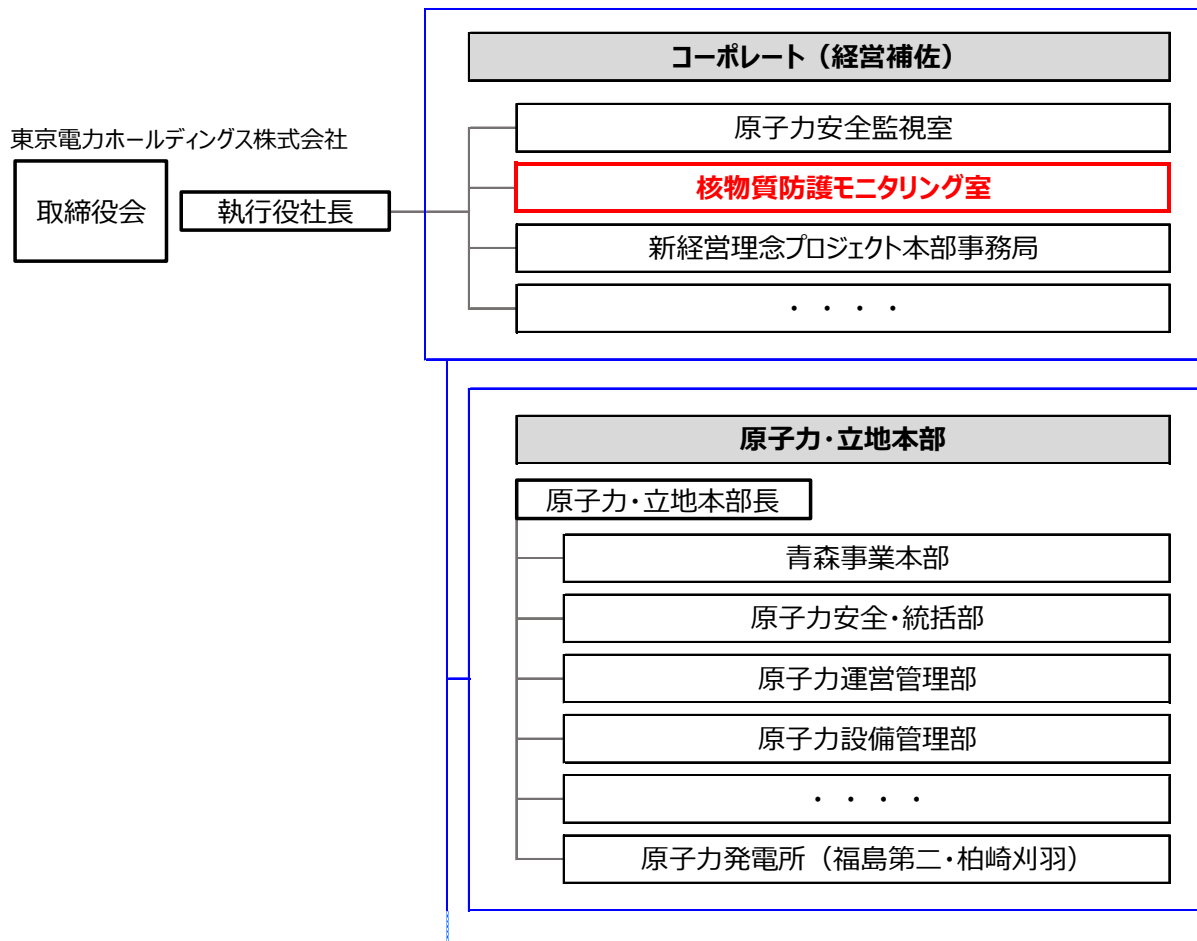 コーポレート（経営補佐）
東京電力ホールディングス株式会社
取締役会
執行役社長
原子力安全監視室
核物質防護モニタリング室
新経営理念プロジェクト本部事務局
・・・・
原子力・立地本部
原子力・立地本部長
青森事業本部
原子力安全・統括部
原子力運営管理部
原子力設備管理部
・・・・
原子力発電所（福島第二・柏崎刈羽）